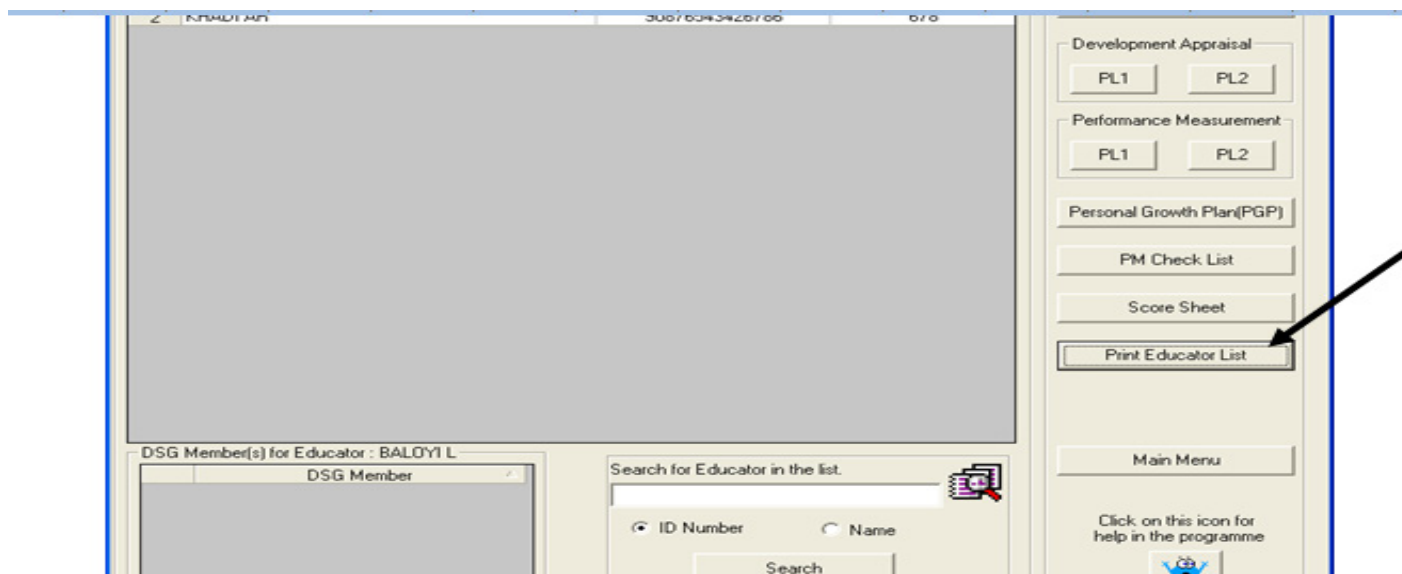 2
678
Development Appraisal
PL1 PL2
Performance Measurement
PL1 PL2
Personal Growth Plan(PGP)
PM Check List
Score Sheet
Print Educator List
DSG Member(s) for Educator : BALOYI L
DSG Member
Search for Educator in the list.
ID Number Name
Search
Main Menu
Click on this icon for
help in the programme